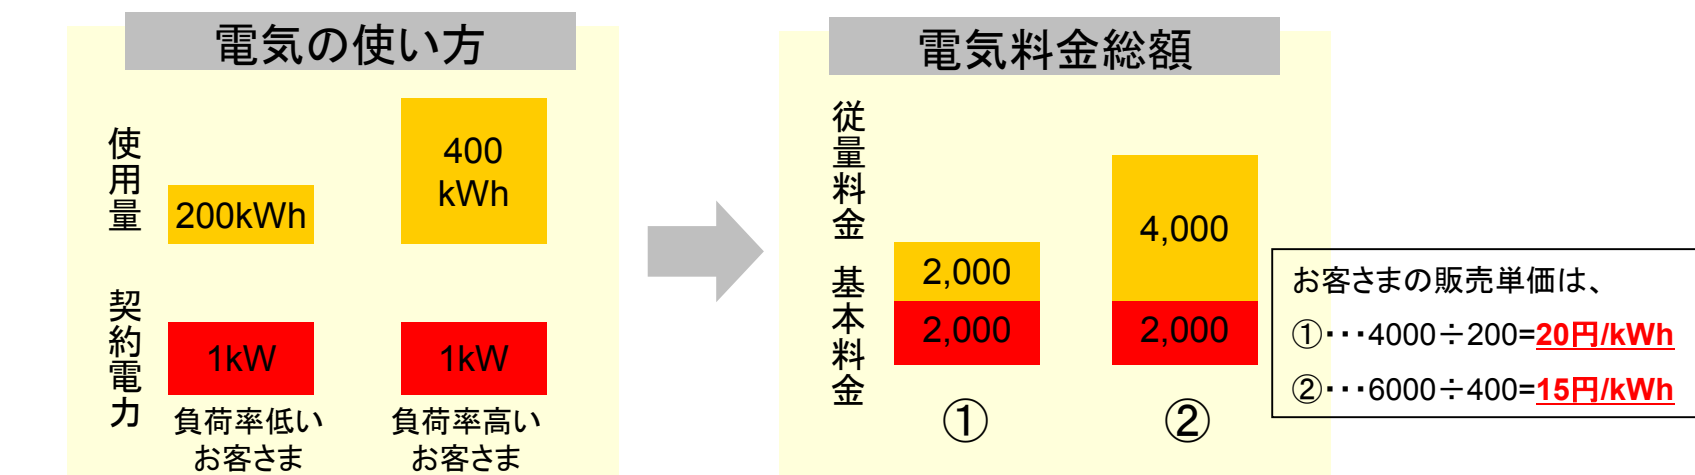 電気の使い方
使用量
200kWh
400
kWh
契約電力
1kW
1kW
負荷率低い
お客さま
負荷率高い
お客さま
電気料金総額
従量料金
基本料金
2,000
4,000
2,000
2,000
①
②
お客さまの販売単価は、
①・・・4000÷200=20円/kWh
②・・・6000÷400=15円/kWh